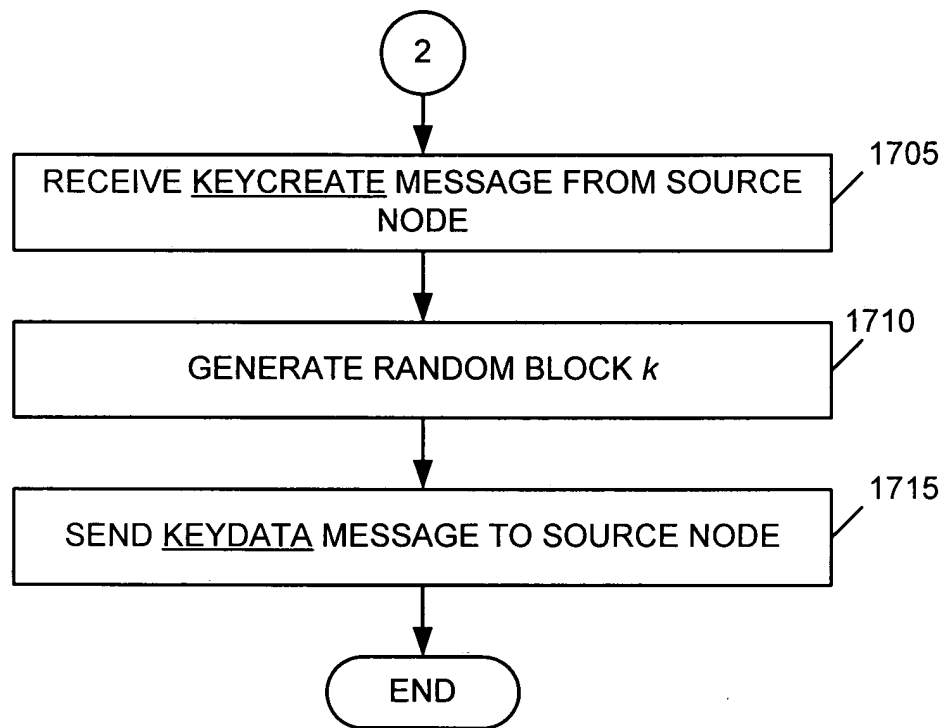 2
1705
RECEIVE KEYCREATE MESSAGE FROM SOURCE
NODE
1710
GENERATE RANDOM BLOCK k
1715
SEND KEYDATA MESSAGE TO SOURCE NODE
END